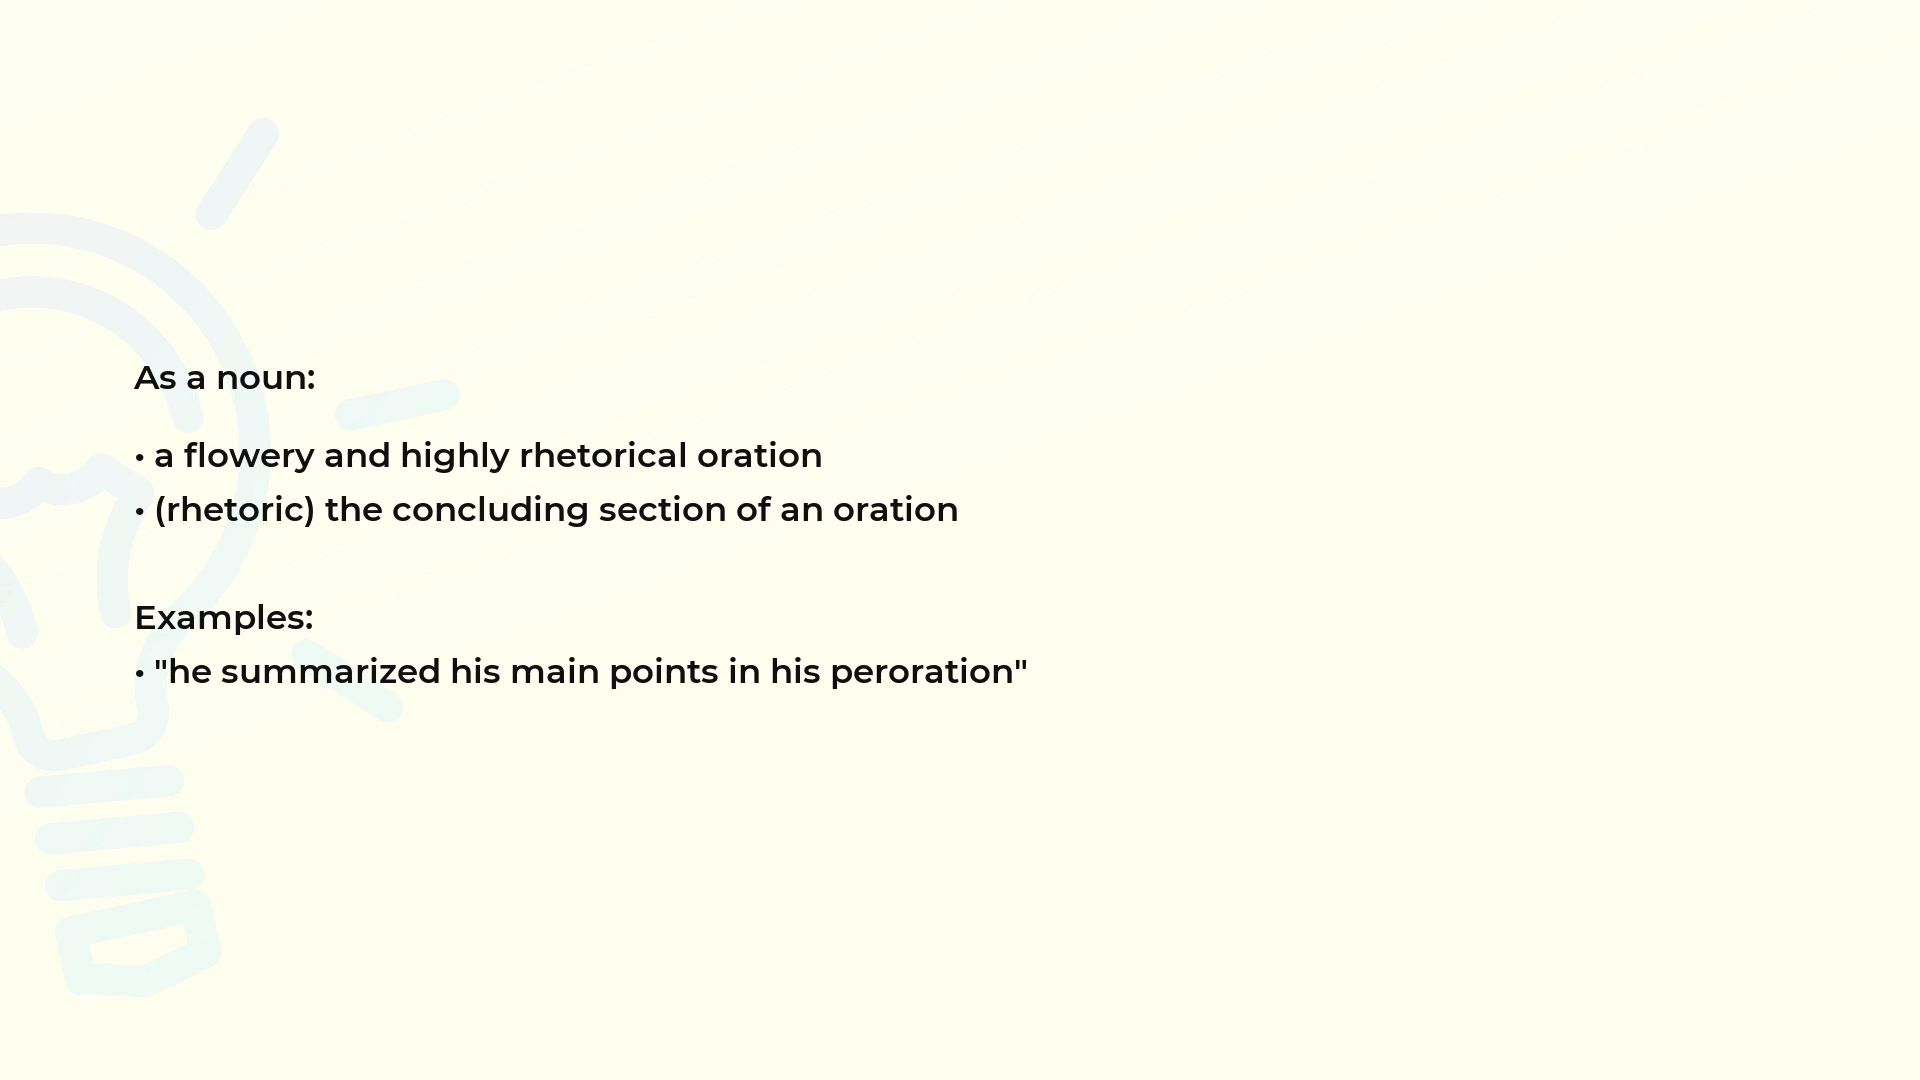 As a noun:
• a flowery and highly rhetorical oration
• (rhetoric) the concluding section of an oration
Examples:
• "he summarized his main points in his peroration"